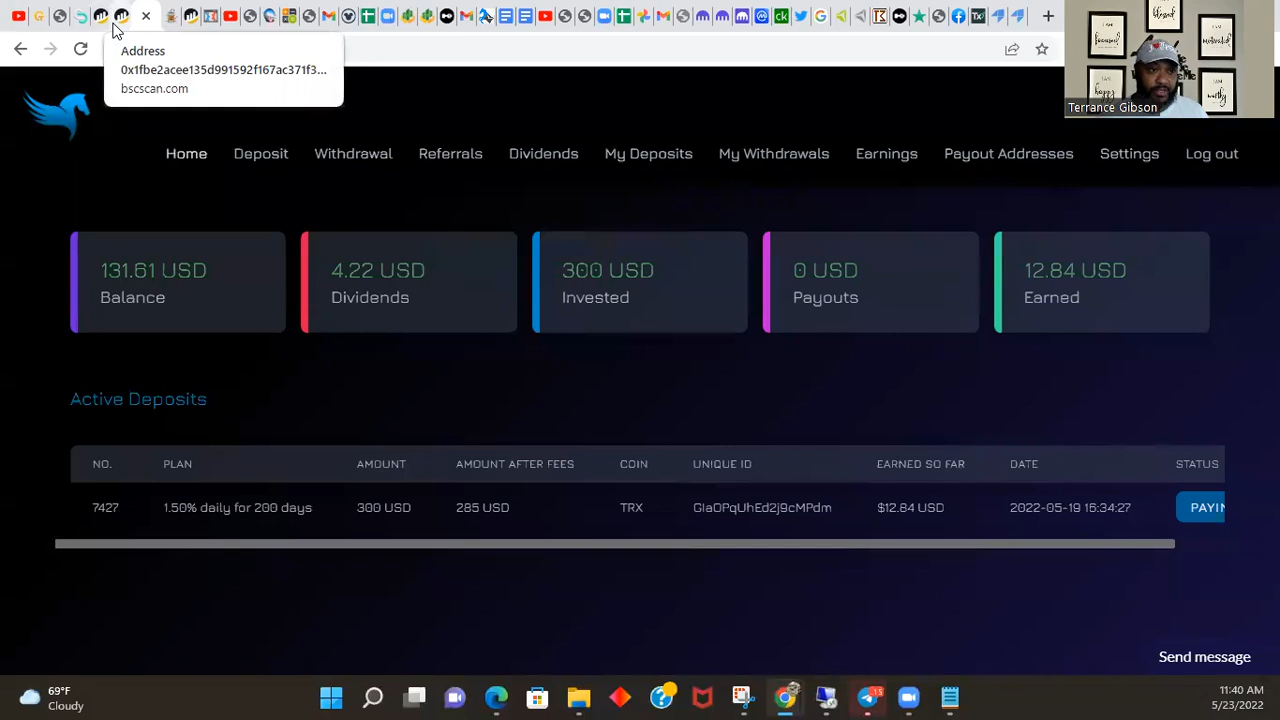 Address
0x1fbe2acee135d991592f167ac371f3...
bscscan.com
Terrance Gibson
Home Deposit Withdrawal Referrals Dividends My Deposits My Withdrawals Earnings Payout Addresses Settings Log out
131.61 USD 4.22 USD 300 USD 0 USD 12.84 USD
Balance Dividends Invested Payouts Earned
Active Deposits
NO. PLAN AMOUNT AMOUNT AFTER FEES COIN UNIQUE ID EARNED SO FAR DATE STATUS
7427 1.50% daily for 200 days 300 USD 285 USD TRX GIaOPqUhEd2j9cMPdm $12.84 USD 2022-05-19 16:34:27 PAYIN
Send message
69°F
Cloudy
15
11:40 AM
5/23/2022